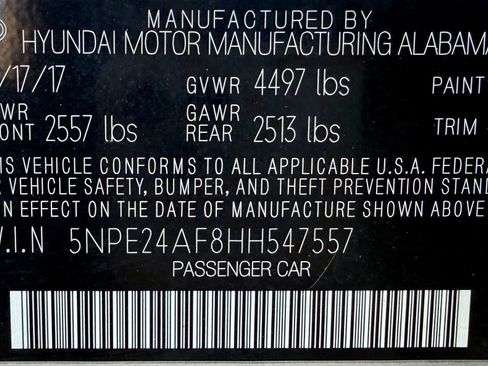 MANUFACTURED BY
HYUNDAI MOTOR MANUFACTURING ALABAMA
/17/17 GVWR 4497 lbs PAINT
WR GAWR
ONT 2557 lbs REAR 2513 lbs TRIM
IS VEHICLE CONFORMS TO ALL APPLICABLE U.S.A. FEDERA
R VEHICLE SAFETY, BUMPER, AND THEFT PREVENTION STAND
N EFFECT ON THE DATE OF MANUFACTURE SHOWN ABOVE
V.I.N 5NPE24AF8HH547557
PASSENGER CAR